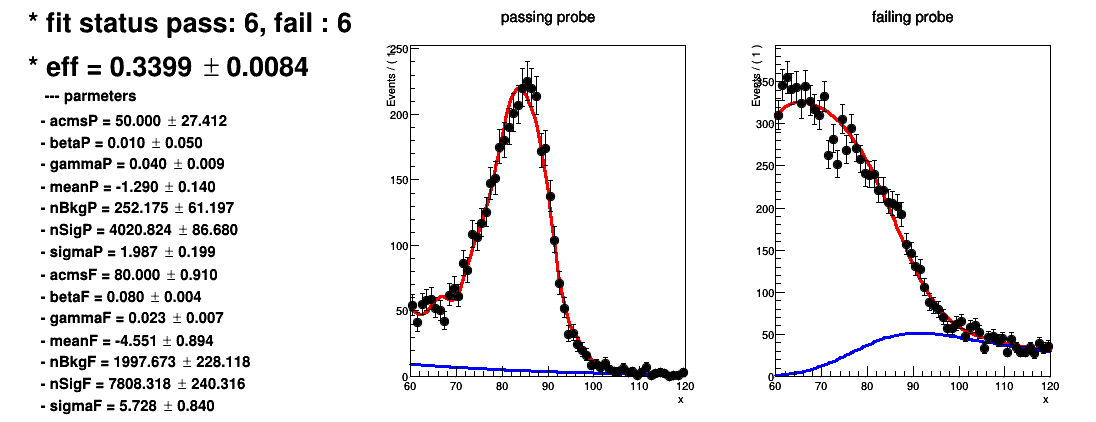 * fit status pass: 6, fail : 6
* eff = 0.3399 ± 0.0084
--- parmeters
- acmsP = 50.000 ± 27.412
- betaP = 0.010 ± 0.050
- gammaP = 0.040 ± 0.009
- meanP = -1.290 ± 0.140
- nBkgP = 252.175 ± 61.197
- nSigP = 4020.824 ± 86.680
- sigmaP = 1.987 ± 0.199
- acmsF = 80.000 ± 0.910
- betaF = 0.080 ± 0.004
- gammaF = 0.023 ± 0.007
- meanF = -4.551 ± 0.894
- nBkgF = 1997.673 ± 228.118
- nSigF = 7808.318 ± 240.316
- sigmaF = 5.728 ± 0.840
passing probe
Events / ( 1 )
250
200
150
100
50
0
60 70 80 90 100 110 120
x
failing probe
Events / ( 1 )
350
300
250
200
150
100
50
0
60 70 80 90 100 110 120
x